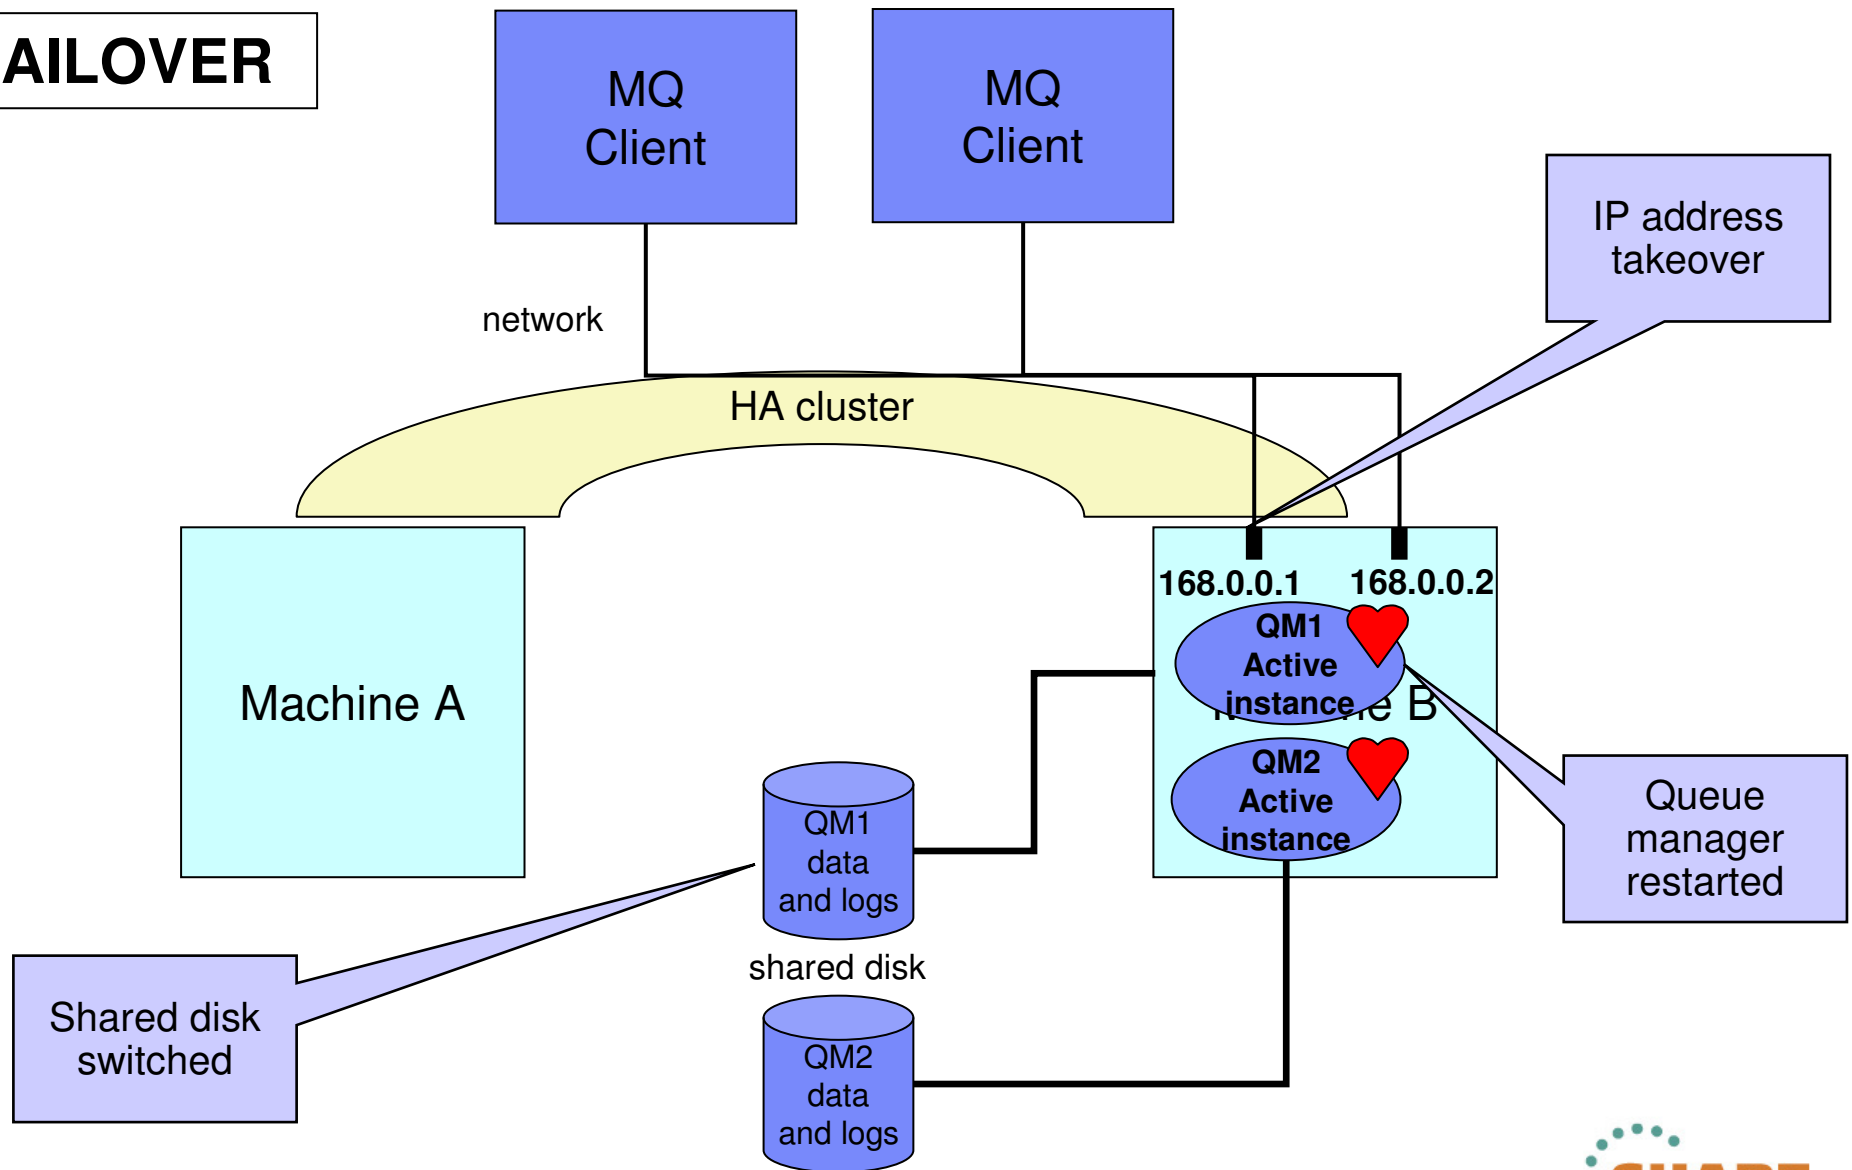 AILOVER
MQ
Client
MQ
Client
IP address
takeover
network
HA cluster
168.0.0.1 168.0.0.2
QM1
Active
instance
Machine A
B
QM2
Active
instance
QM1
data
and logs
Queue
manager
restarted
shared disk
Shared disk
switched
QM2
data
and logs